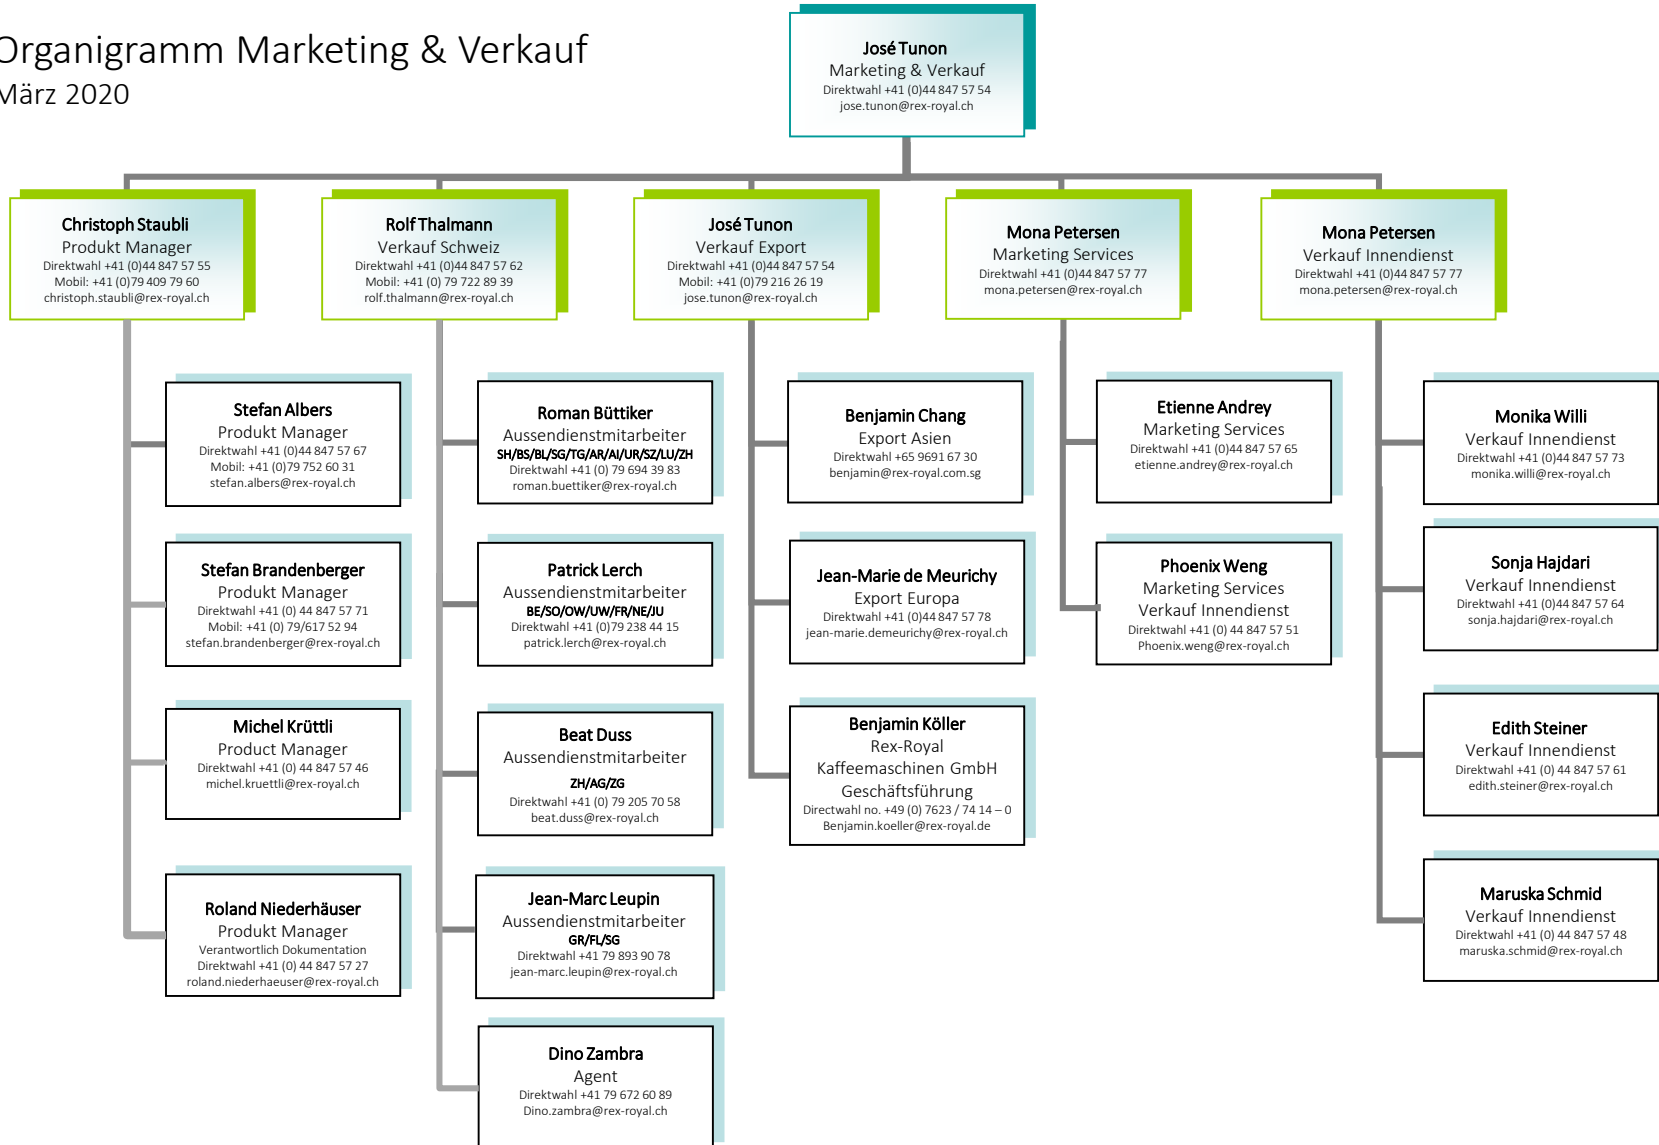 Organigramm Marketing & Verkauf
März 2020
José Tunon
Marketing & Verkauf
Direktwahl +41 (0)44 847 57 54
jose.tunon@rex-royal.ch
Christoph Staubli
Produkt Manager
Direktwahl +41 (0)44 847 57 55
Mobil: +41 (0)79 409 79 60
christoph.staubli@rex-royal.ch
Rolf Thalmann
Verkauf Schweiz
Direktwahl +41 (0)44 847 57 62
Mobil: +41 (0) 79 722 89 39
rolf.thalmann@rex-royal.ch
José Tunon
Verkauf Export
Direktwahl +41 (0)44 847 57 54
Mobil: +41 (0)79 216 26 19
jose.tunon@rex-royal.ch
Mona Petersen
Marketing Services
Direktwahl +41 (0)44 847 57 77
mona.petersen@rex-royal.ch
Mona Petersen
Verkauf Innendienst
Direktwahl +41 (0)44 847 57 77
mona.petersen@rex-royal.ch
Stefan Albers
Produkt Manager
Direktwahl +41 (0)44 847 57 67
Mobil: +41 (0)79 752 60 31
stefan.albers@rex-royal.ch
Stefan Brandenberger
Produkt Manager
Direktwahl +41 (0) 44 847 57 71
Mobil: +41 (0) 79/617 52 94
stefan.brandenberger@rex-royal.ch
Michel Krüttli
Product Manager
Direktwahl +41 (0) 44 847 57 46
michel.kruettli@rex-royal.ch
Roland Niederhäuser
Produkt Manager
Verantwortlich Dokumentation
Direktwahl +41 (0) 44 847 57 27
roland.niederhaeuser@rex-royal.ch
Roman Büttiker
Aussendienstmitarbeiter
SH/BS/BL/SG/TG/AR/AI/UR/SZ/LU/ZH
Direktwahl +41 (0) 79 694 39 83
roman.buettiker@rex-royal.ch
Patrick Lerch
Aussendienstmitarbeiter
BE/SO/OW/UW/FR/NE/JU
Direktwahl +41 (0)79 238 44 15
patrick.lerch@rex-royal.ch
Beat Duss
Aussendienstmitarbeiter
ZH/AG/ZG
Direktwahl +41 (0) 79 205 70 58
beat.duss@rex-royal.ch
Jean-Marc Leupin
Aussendienstmitarbeiter
GR/FL/SG
Direktwahl +41 79 893 90 78
jean-marc.leupin@rex-royal.ch
Dino Zambra
Agent
Direktwahl +41 79 672 60 89
Dino.zambra@rex-royal.ch
Benjamin Chang
Export Asien
Direktwahl +65 9691 67 30
benjamin@rex-royal.com.sg
Jean-Marie de Meurichy
Export Europa
Direktwahl +41 (0)44 847 57 78
jean-marie.demeurichy@rex-royal.ch
Benjamin Köller
Rex-Royal
Kaffeemaschinen GmbH
Geschäftsführung
Directwahl no. +49 (0) 7623 / 74 14 – 0
Benjamin.koeller@rex-royal.de
Etienne Andrey
Marketing Services
Direktwahl +41 (0)44 847 57 65
etienne.andrey@rex-royal.ch
Phoenix Weng
Marketing Services
Verkauf Innendienst
Direktwahl +41 (0) 44 847 57 51
Phoenix.weng@rex-royal.ch
Monika Willi
Verkauf Innendienst
Direktwahl +41 (0)44 847 57 73
monika.willi@rex-royal.ch
Sonja Hajdari
Verkauf Innendienst
Direktwahl +41 (0)44 847 57 64
sonja.hajdari@rex-royal.ch
Edith Steiner
Verkauf Innendienst
Direktwahl +41 (0) 44 847 57 61
edith.steiner@rex-royal.ch
Maruska Schmid
Verkauf Innendienst
Direktwahl +41 (0) 44 847 57 48
maruska.schmid@rex-royal.ch